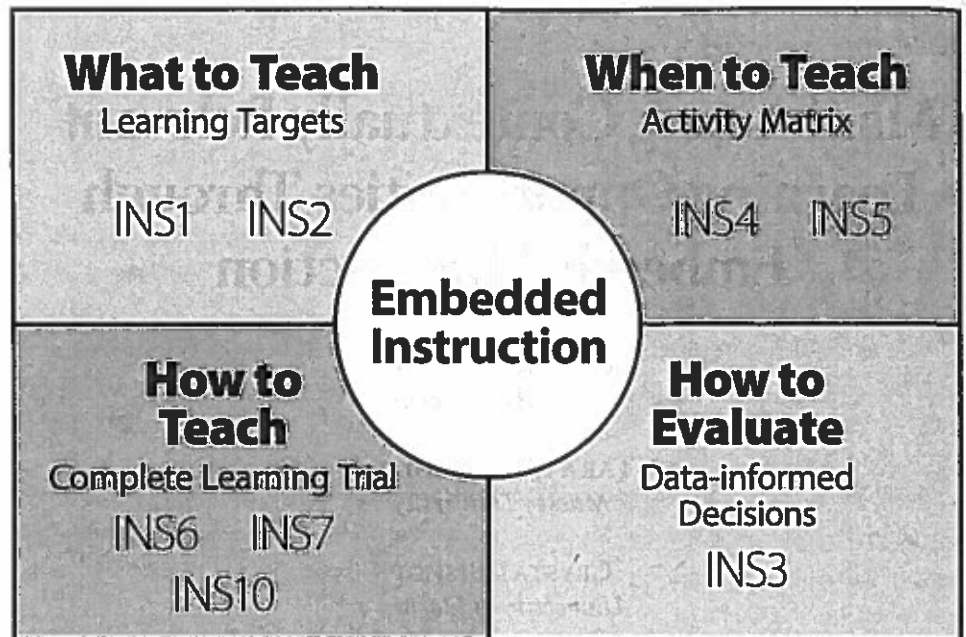 What to Teach
Learning Targets
INS1 INS2
When to Teach
Activity Matrix
INS4 INS5
Embedded
Instruction
How to
Teach
Complete Learning Trial
INS6 INS7
INS10
How to
Evaluate
Data-informed
Decisions
INS3